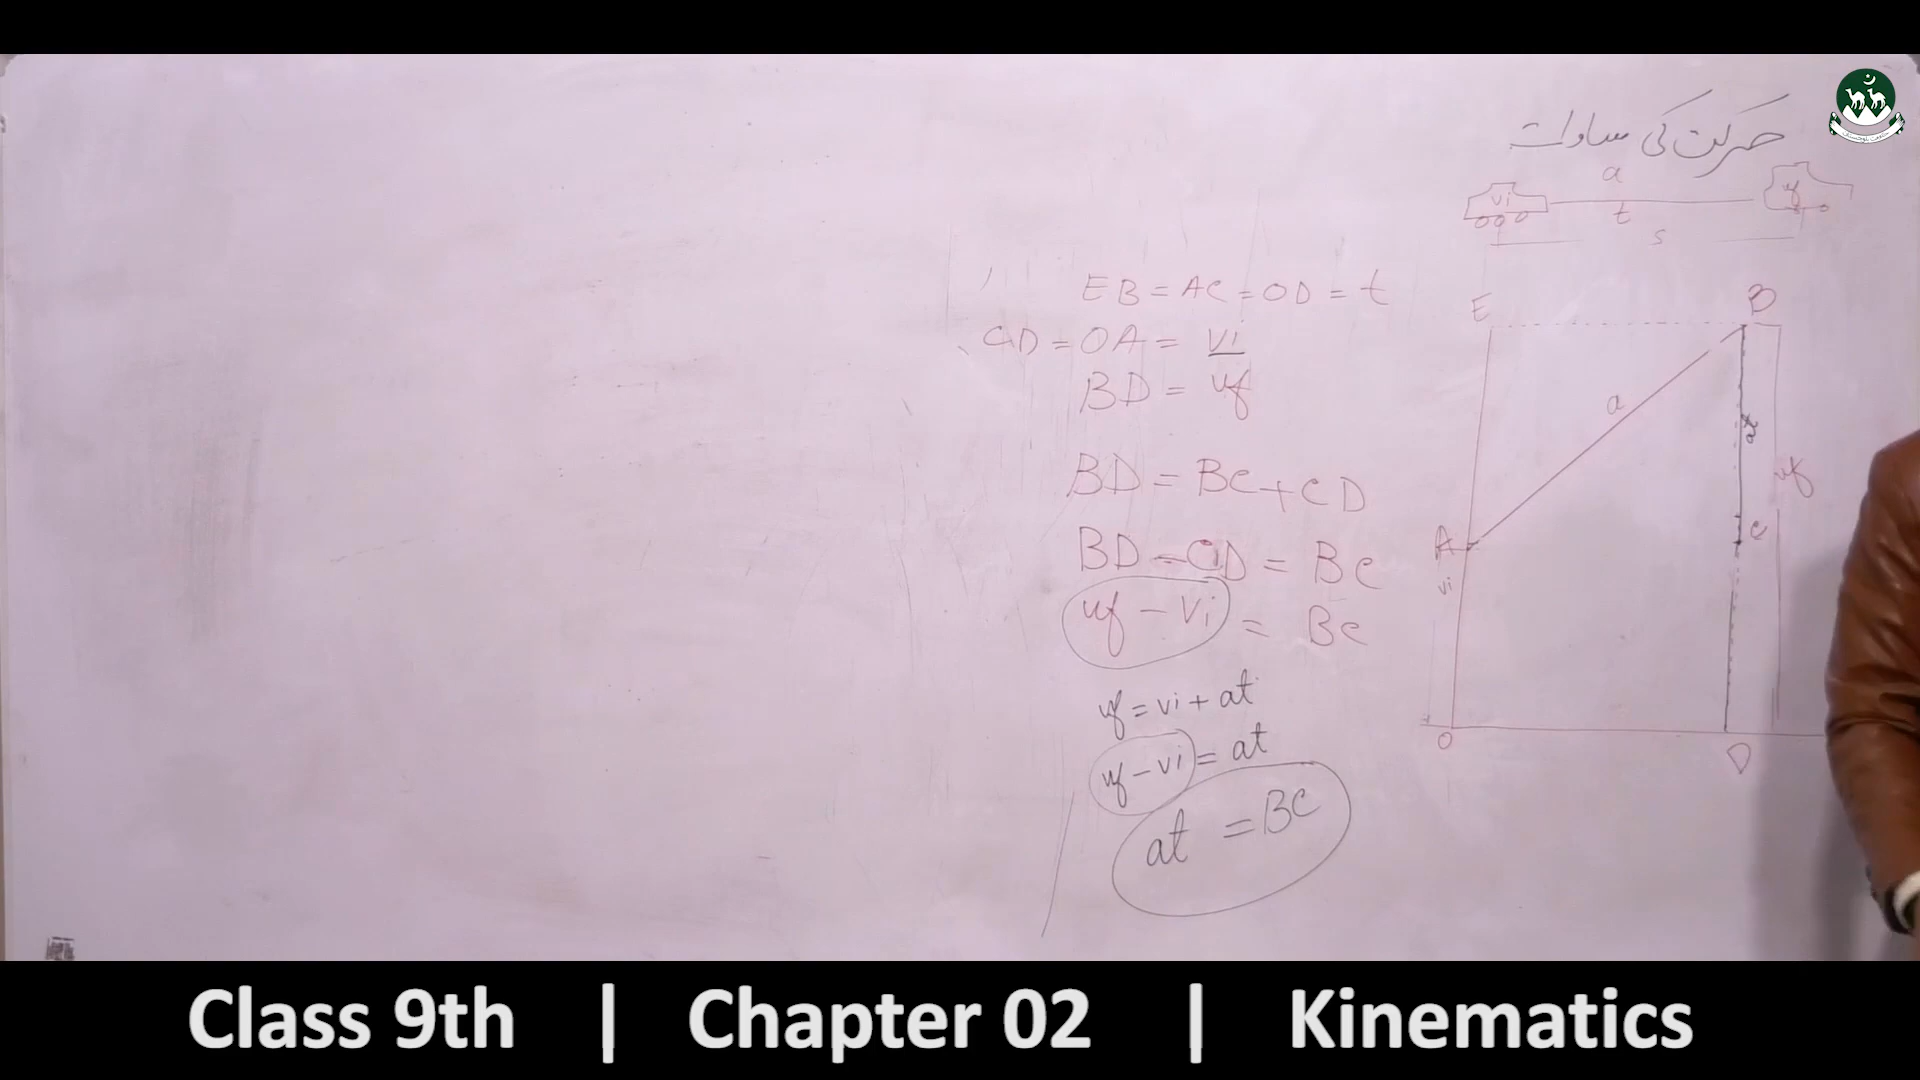 حرکت کی مساوات
a
vi vf
t
s
EB = AC = OD = t
CD = OA = vi
BD = vf
BD = BC + CD
BD - CD = BC
vf - vi = BC
vf = vi + at
vf - vi = at
at = BC
E B
a
at
vf
A C
vi
O D
Class 9th | Chapter 02 | Kinematics